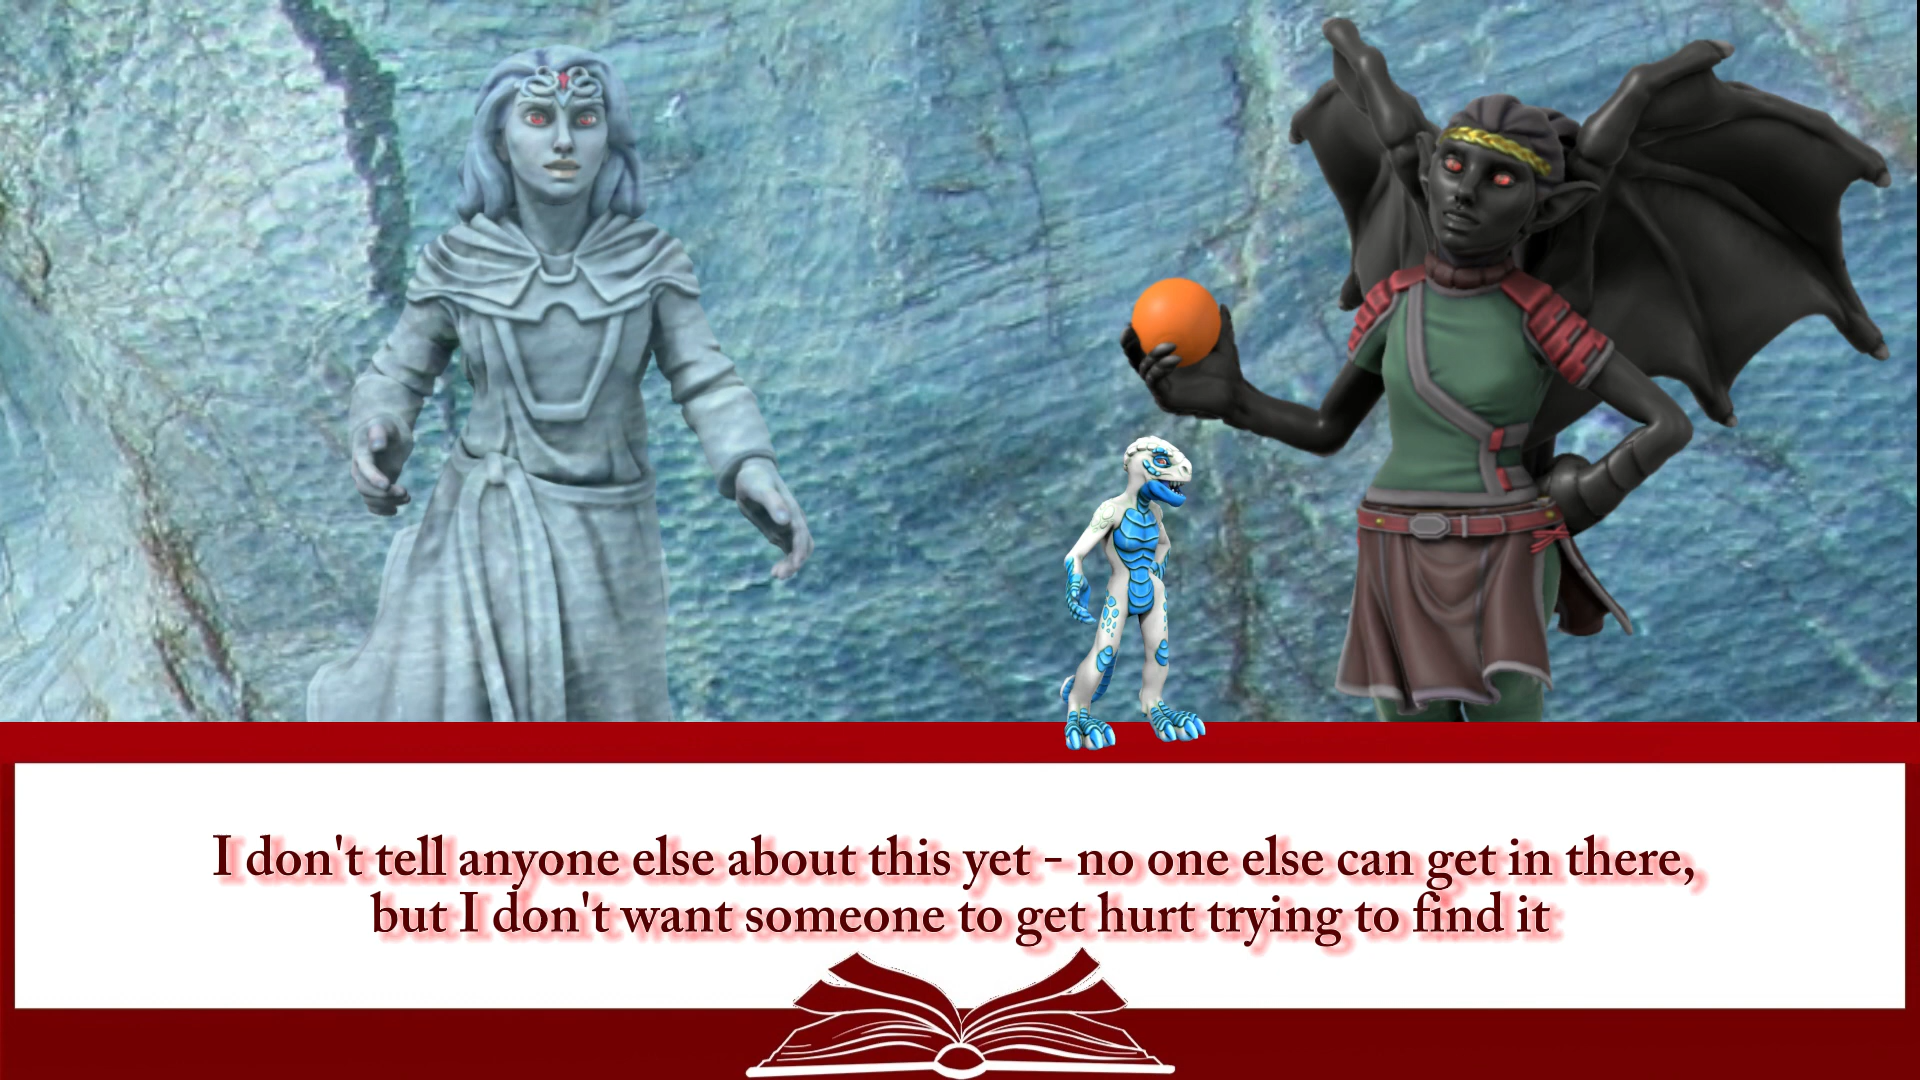 I don't tell anyone else about this yet - no one else can get in there,
but I don't want someone to get hurt trying to find it